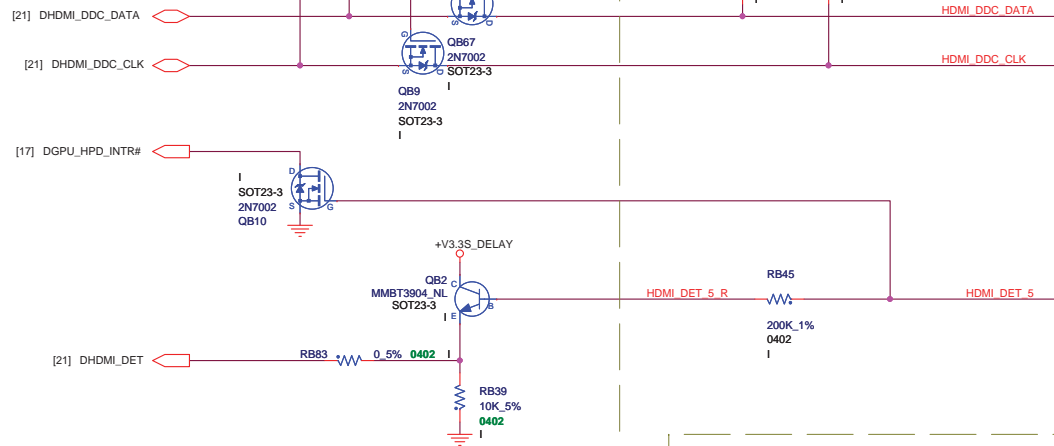 [21] DHDMI_DDC_DATA
HDMI_DDC_DATA
S
D
G
QB67
2N7002
SOT23-3
I
[21] DHDMI_DDC_CLK
HDMI_DDC_CLK
S
D
QB9
2N7002
SOT23-3
I
[17] DGPU_HPD_INTR#
D
I
SOT23-3
2N7002
QB10
S
G
+V3.3S_DELAY
QB2
MMBT3904_NL
SOT23-3
I
C
B
E
HDMI_DET_5_R
RB45
200K_1%
0402
I
HDMI_DET_5
[21] DHDMI_DET
RB83
0_5% 0402 I
RB39
10K_5%
0402
I